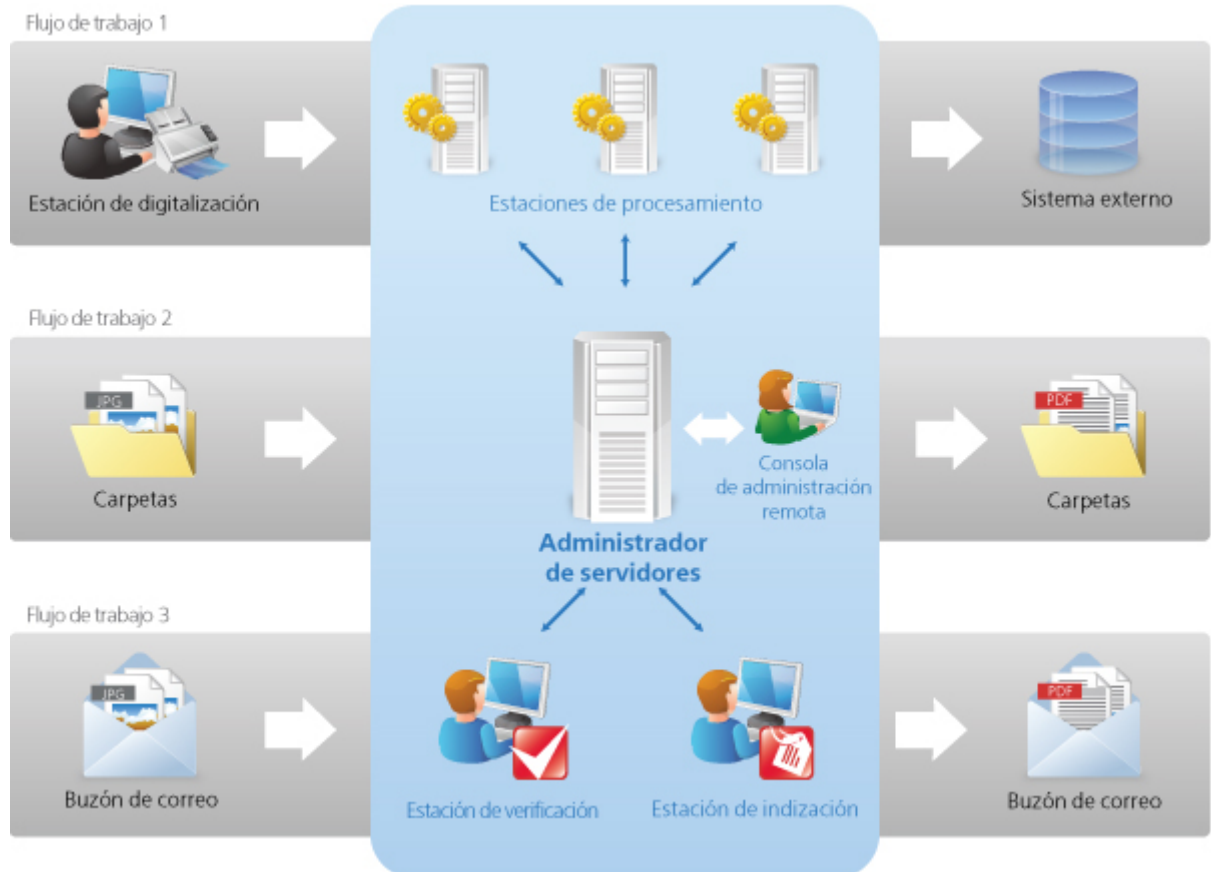 Flujo de trabajo 1
Estación de digitalización
Estaciones de procesamiento
Sistema externo
Flujo de trabajo 2
JPG
Carpetas
Consola
de administración
remota
Administrador
de servidores
PDF
Carpetas
Flujo de trabajo 3
JPG
Buzón de correo
Estación de verificación
Estación de indización
PDF
Buzón de correo